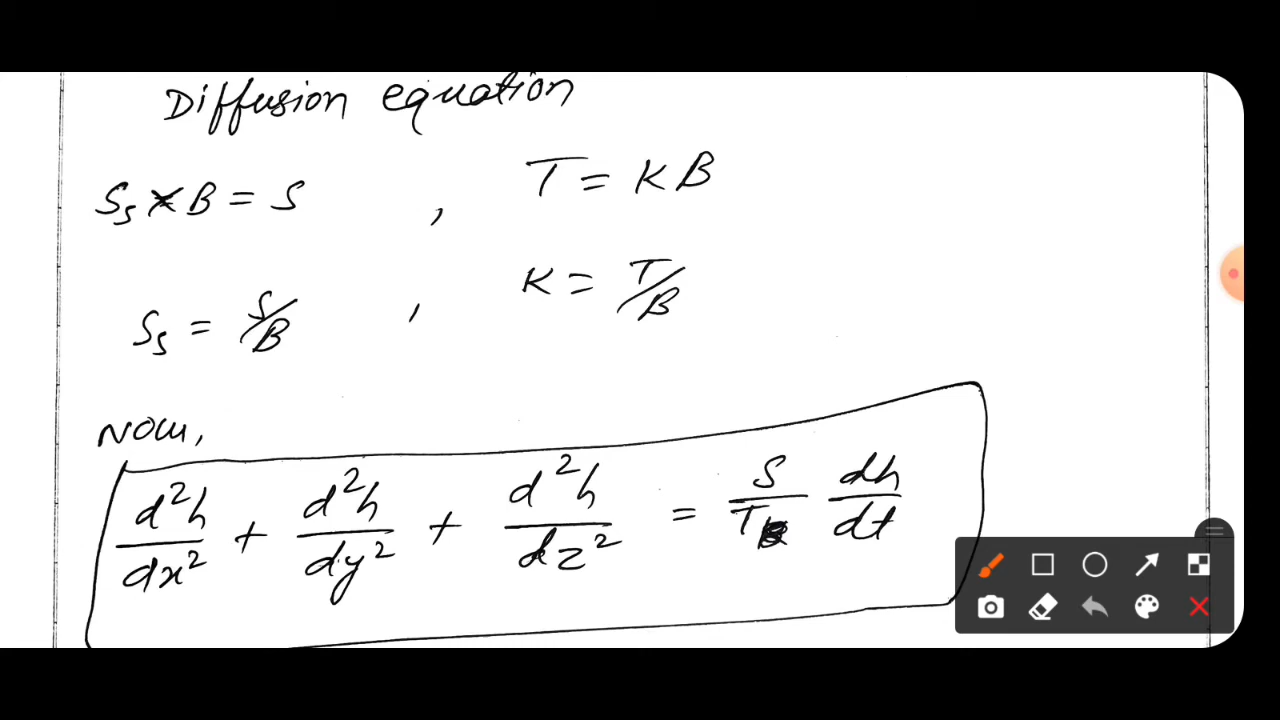 Diffusion equation
Ss × B = S , T = KB
Ss = S/B , K = T/B
Now,
d²h/dx² + d²h/dy² + d²h/dz² = S/T dh/dt